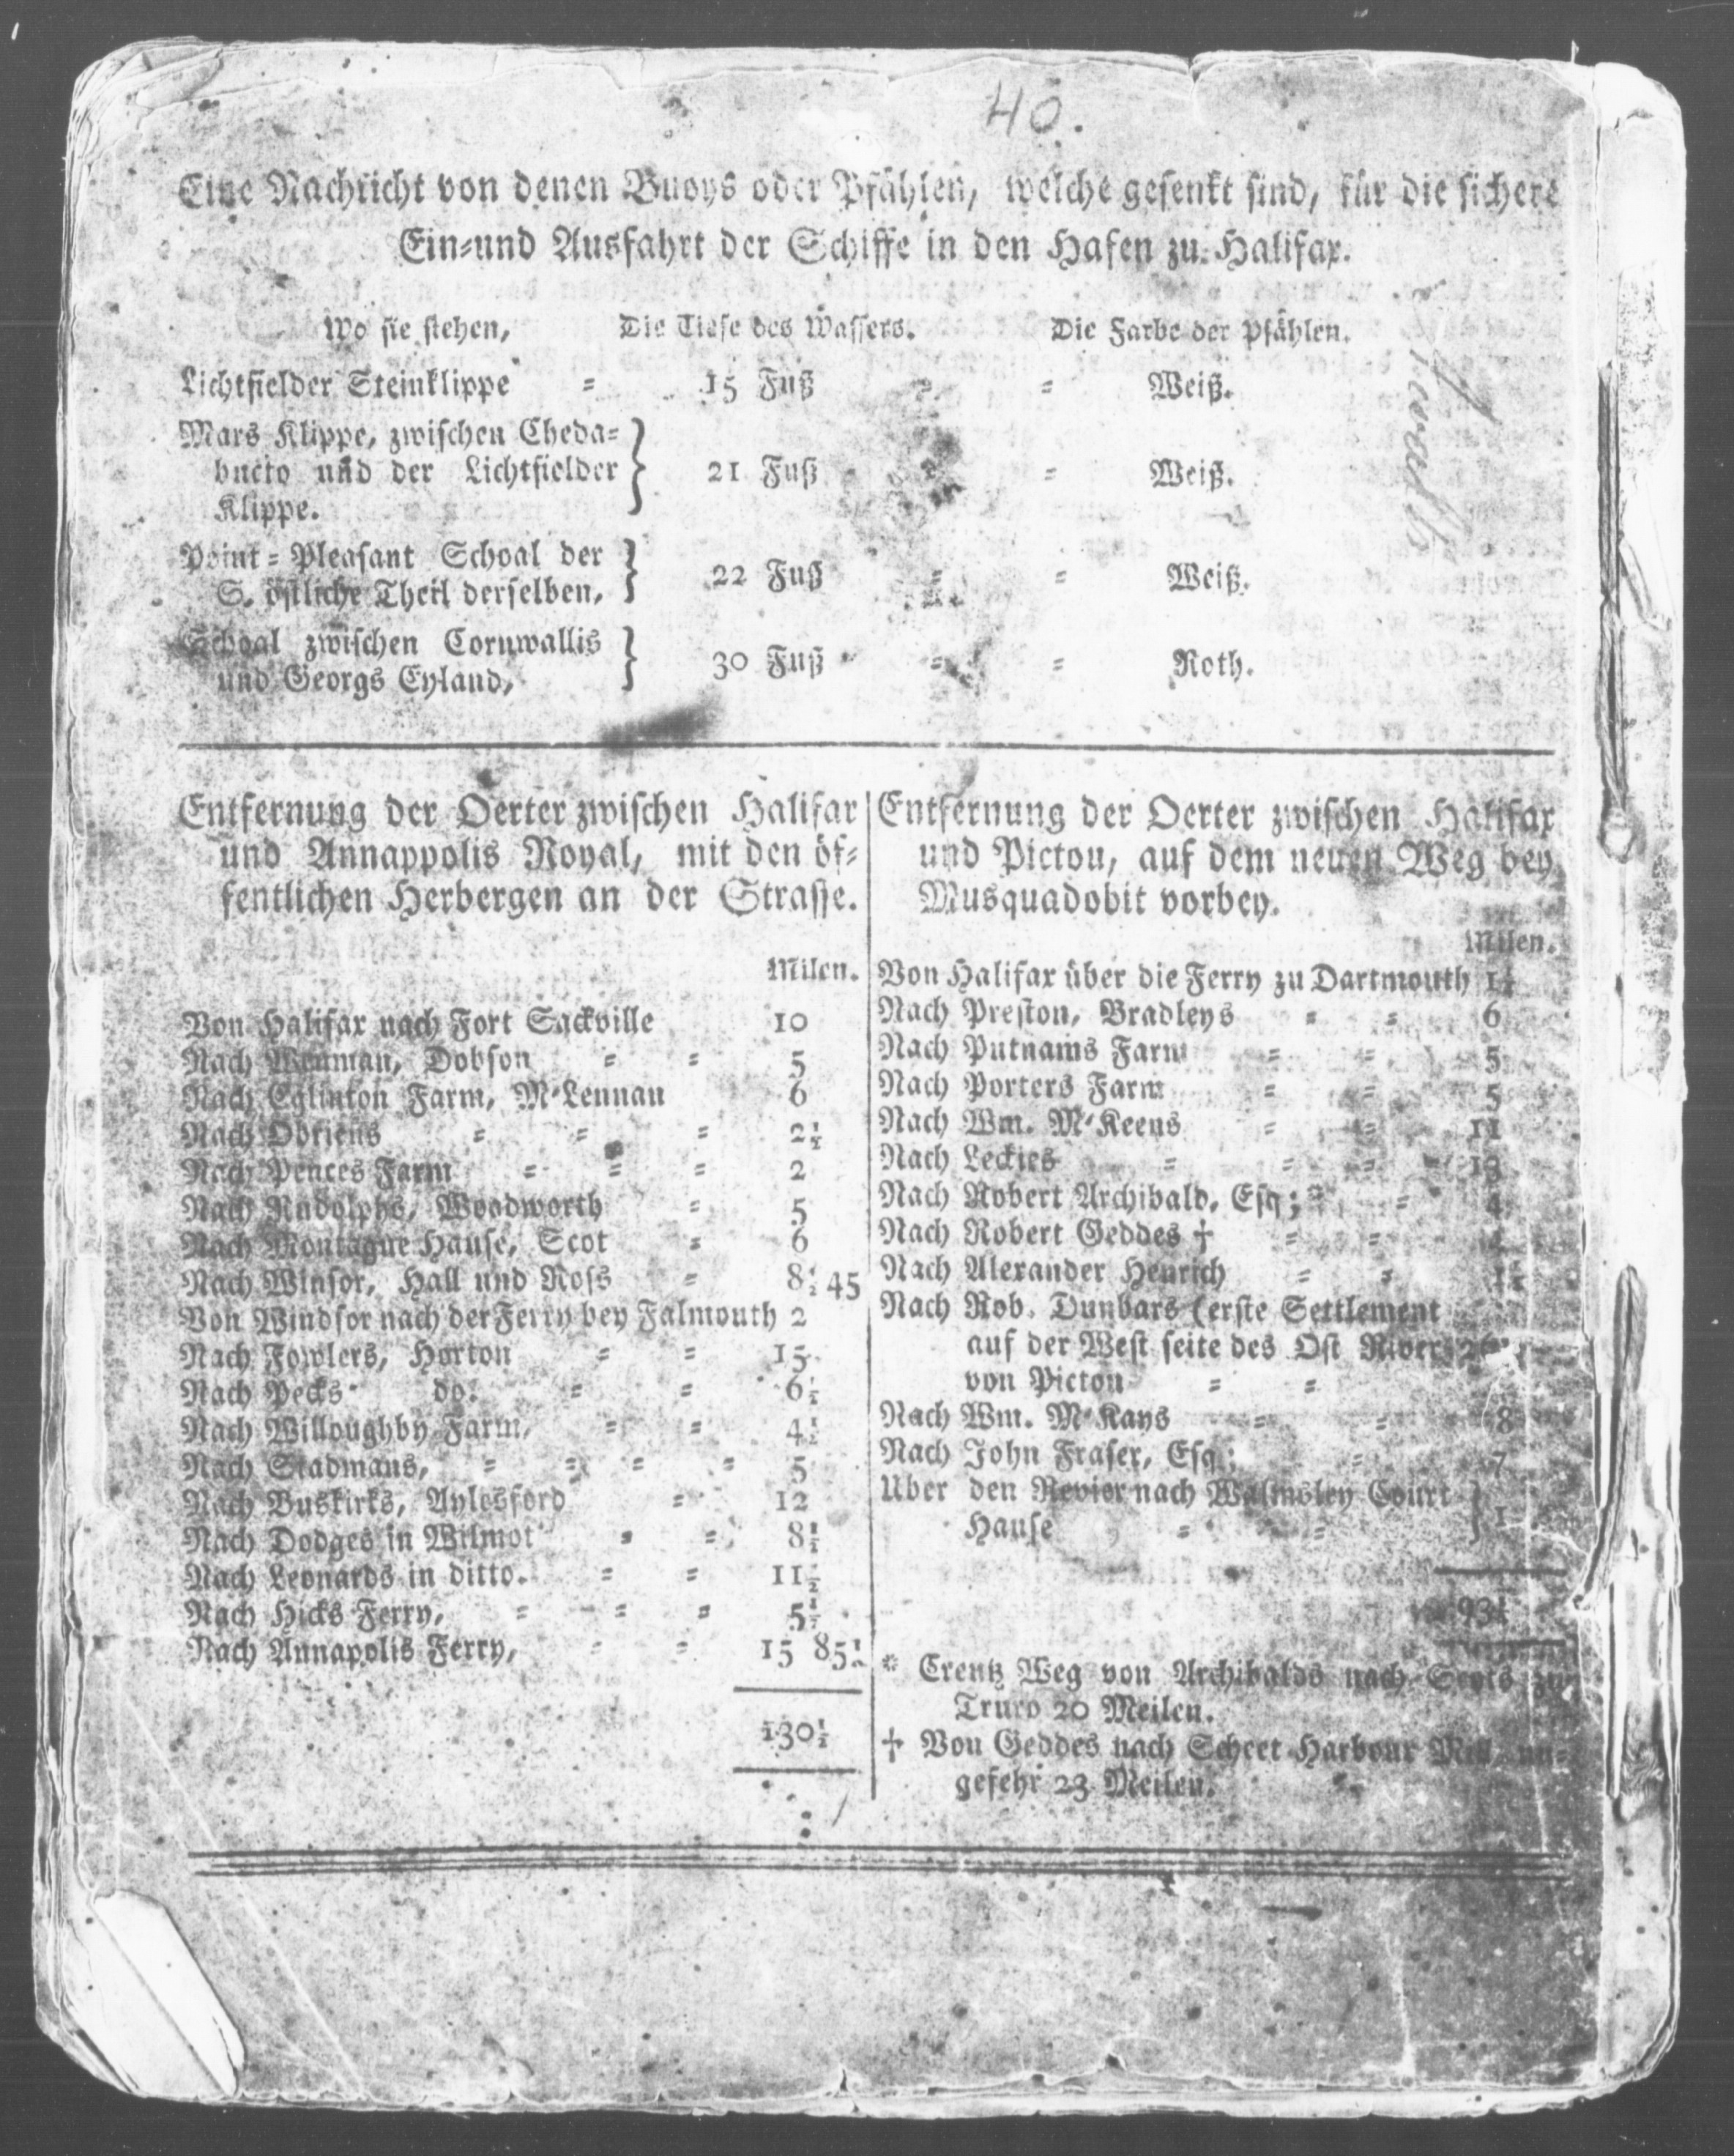 40.
Eine Nachricht von denen Buoys oder Pfählen, welche gesenkt sind, für die sichere
Ein=und Ausfahrt der Schiffe in den Hafen zu Halifax.
Wo sie stehen, Die Tiefe des Wassers. Die Farbe der Pfählen.
Lichtfielder Steinklippe = 15 Fuß = = Weiß.
Mars Klippe, zwischen Cheda=
bucto und der Lichtfielder } 21 Fuß = Weiß.
Klippe.
Point=Pleasant Schoal der
S. östliche Theil derselben, } 22 Fuß = = Weiß.
Schoal zwischen Cornwallis
und Georgs Eyland, } 30 Fuß = = Roth.
Entfernung der Oerter zwischen Halifax
und Annappolis Royal, mit den öf=
fentlichen Herbergen an der Strasse.
Milen.
Von Halifax nach Fort Sackville 10
Nach Wenman, Dobson = = 5
Nach Eglinton Farm, M'Lennan 6
Nach Obriens = = = 2½
Nach Pences Farm = = = 2
Nach Rudolphs, Woodworth = 5
Nach Montague Hause, Scot = 6
Nach Winsor, Hall und Ross = 8½ 45
Von Windsor nach der Ferry bey Falmouth 2
Nach Fowlers, Horton = = 15
Nach Pecks do. = = 6½
Nach Willoughby Farm, = = 4½
Nach Stadmans, = = = = 5
Nach Buskirks, Aylesford = 12
Nach Dodges in Wilmot = = 8½
Nach Leonards in ditto. = = 11½
Nach Hicks Ferry, = = = 5½
Nach Annapolis Ferry, = = 15 85½
130½
Entfernung der Oerter zwischen Halifax
und Pictou, auf dem neuen Weg bey
Musquadobit vorbey.
Milen.
Von Halifax über die Ferry zu Dartmouth
Nach Preston, Bradleys = = 6
Nach Putnams Farm = = 5
Nach Porters Farm = = 5
Nach Wm. M'Keens = = 11
Nach Leckies = = = 13
Nach Robert Archibald, Esq; * = 4
Nach Robert Geddes † = =
Nach Alexander Henrich = =
Nach Rob. Dunbars (erste Settlement
auf der West seite des Ost River
von Picton = =
Nach Wm. M'Kays = = 8
Nach John Fraser, Esq; = 7
Uber den Revier nach Walmsley Court
Hause = = } 1
* Creutz Weg von Archibalds nach Scots zu
Truro 20 Meilen.
† Von Geddes nach Scheet Harbour un=
gefehr 23 Meilen.